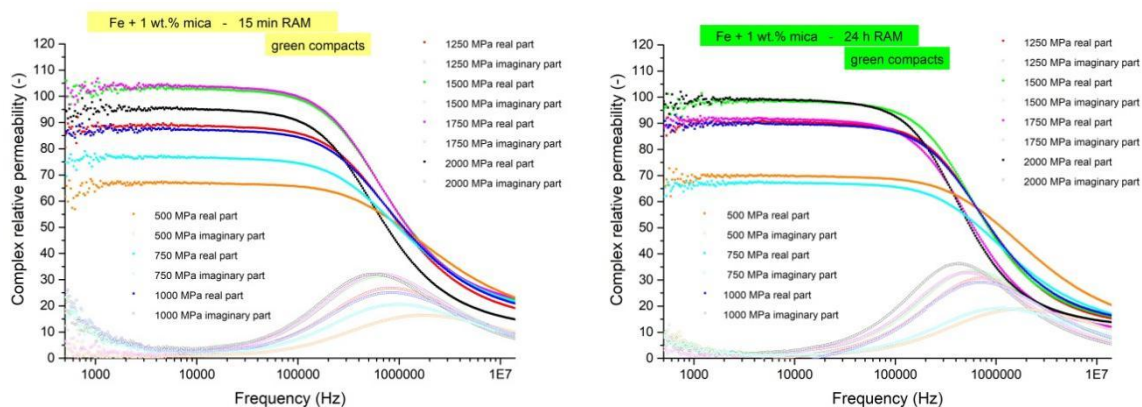 Fe + 1 wt.% mica - 15 min RAM
green compacts
Complex relative permeability (-)
120
110
100
90
80
70
60
50
40
30
20
10
0
1250 MPa real part
1250 MPa imaginary part
1500 MPa real part
1500 MPa imaginary part
1750 MPa real part
1750 MPa imaginary part
2000 MPa real part
2000 MPa imaginary part
500 MPa real part
500 MPa imaginary part
750 MPa real part
750 MPa imaginary part
1000 MPa real part
1000 MPa imaginary part
1000 10000 100000 1000000 1E7
Frequency (Hz)
Fe + 1 wt.% mica - 24 h RAM
green compacts
Complex relative permeability (-)
120
110
100
90
80
70
60
50
40
30
20
10
0
1250 MPa real part
1250 MPa imaginary part
1500 MPa real part
1500 MPa imaginary part
1750 MPa real part
1750 MPa imaginary part
2000 MPa real part
2000 MPa imaginary part
500 MPa real part
500 MPa imaginary part
750 MPa real part
750 MPa imaginary part
1000 MPa real part
1000 MPa imaginary part
1000 10000 100000 1000000 1E7
Frequency (Hz)